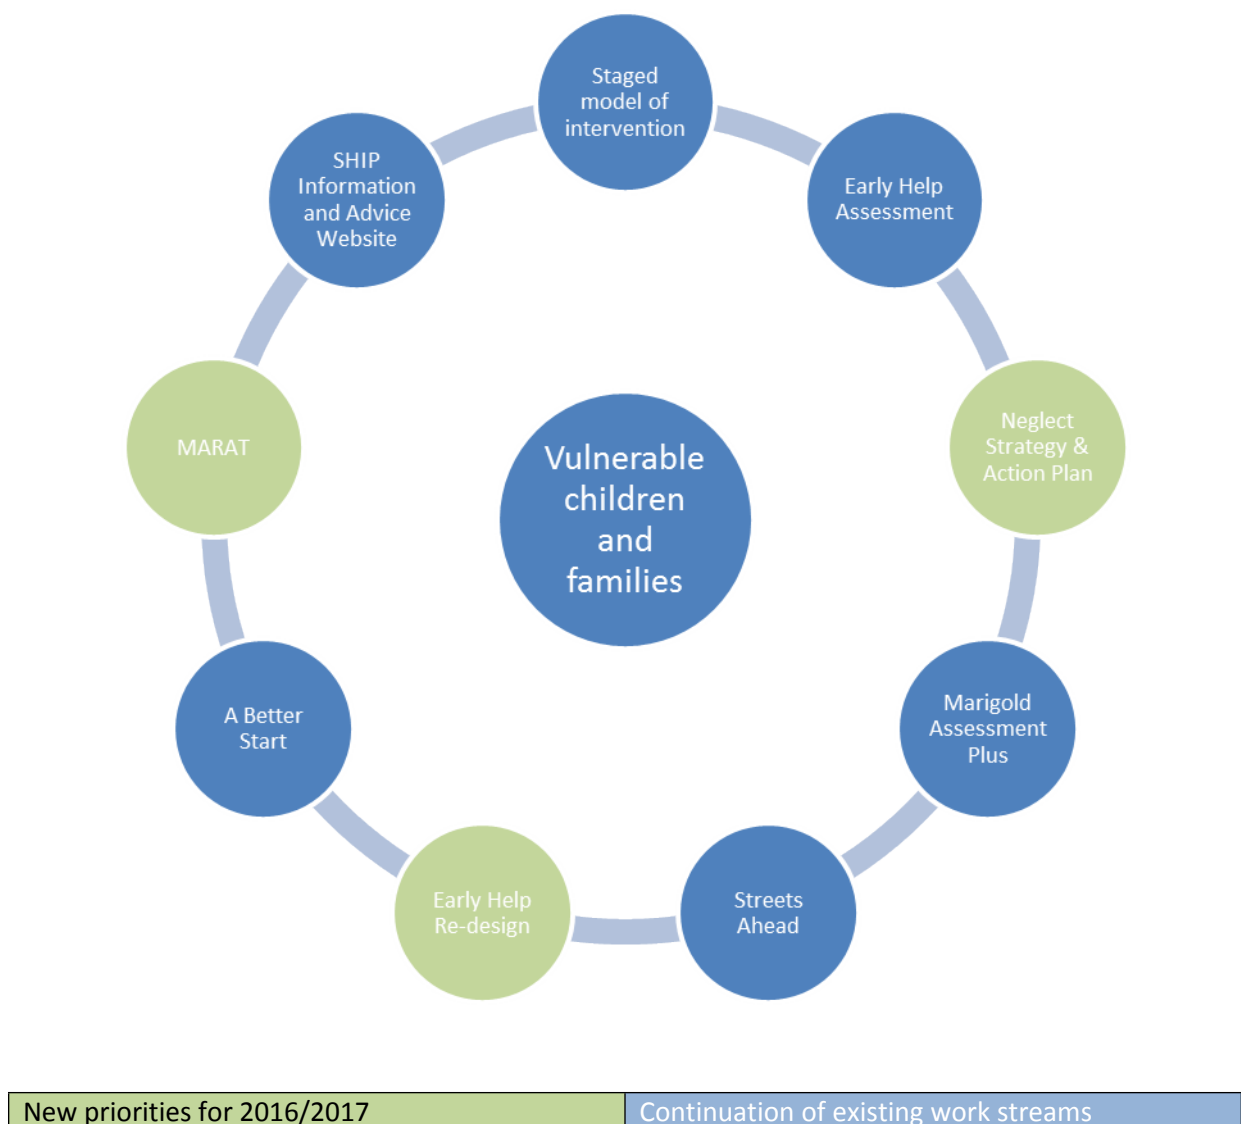 Staged
model of
intervention
Early Help
Assessment
Neglect
Strategy &
Action Plan
Marigold
Assessment
Plus
Streets
Ahead
Early Help
Re-design
A Better
Start
MARAT
SHIP
Information
and Advice
Website
Vulnerable
children
and
families
New priorities for 2016/2017
Continuation of existing work streams